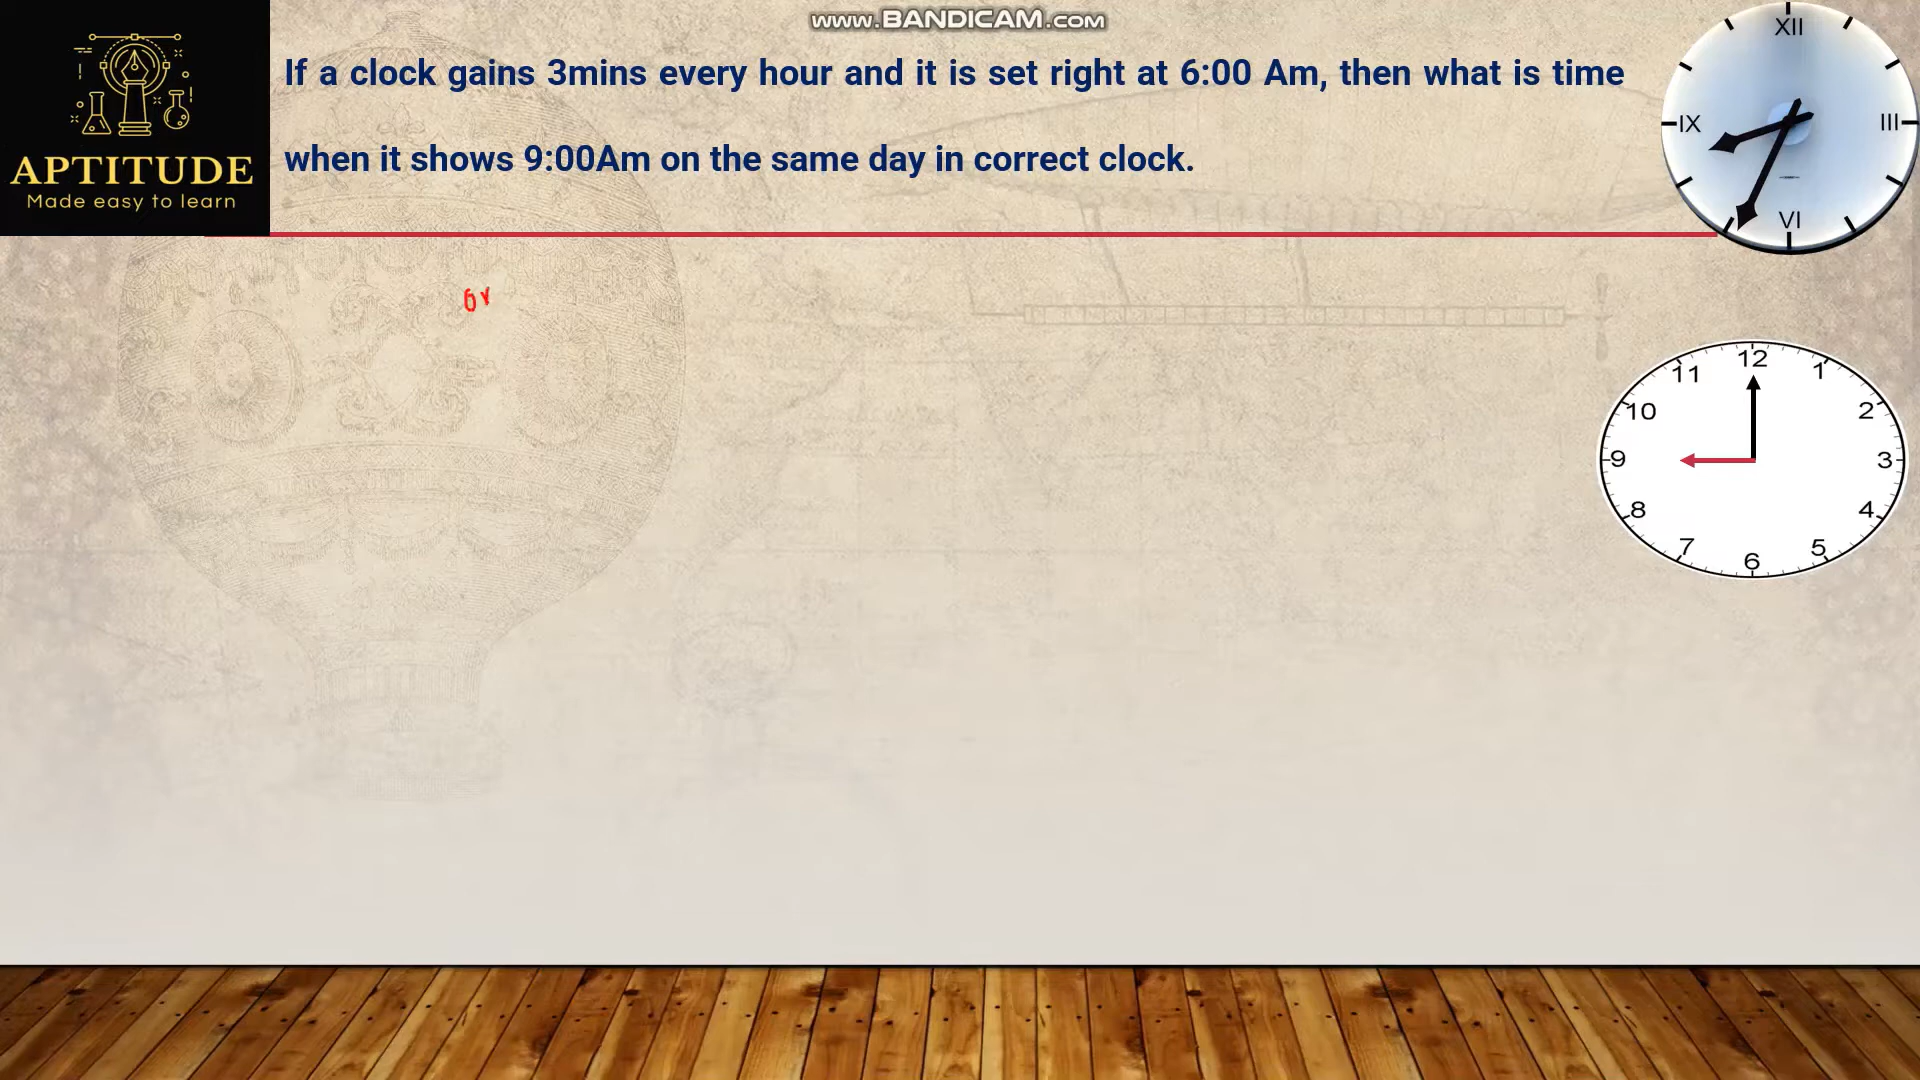 www.BANDICAM.com
If a clock gains 3mins every hour and it is set right at 6:00 Am, then what is time
when it shows 9:00Am on the same day in correct clock.
APTITUDE
Made easy to learn
XII
IX
III
VI
12
11
1
10
2
9
3
8
4
7
5
6